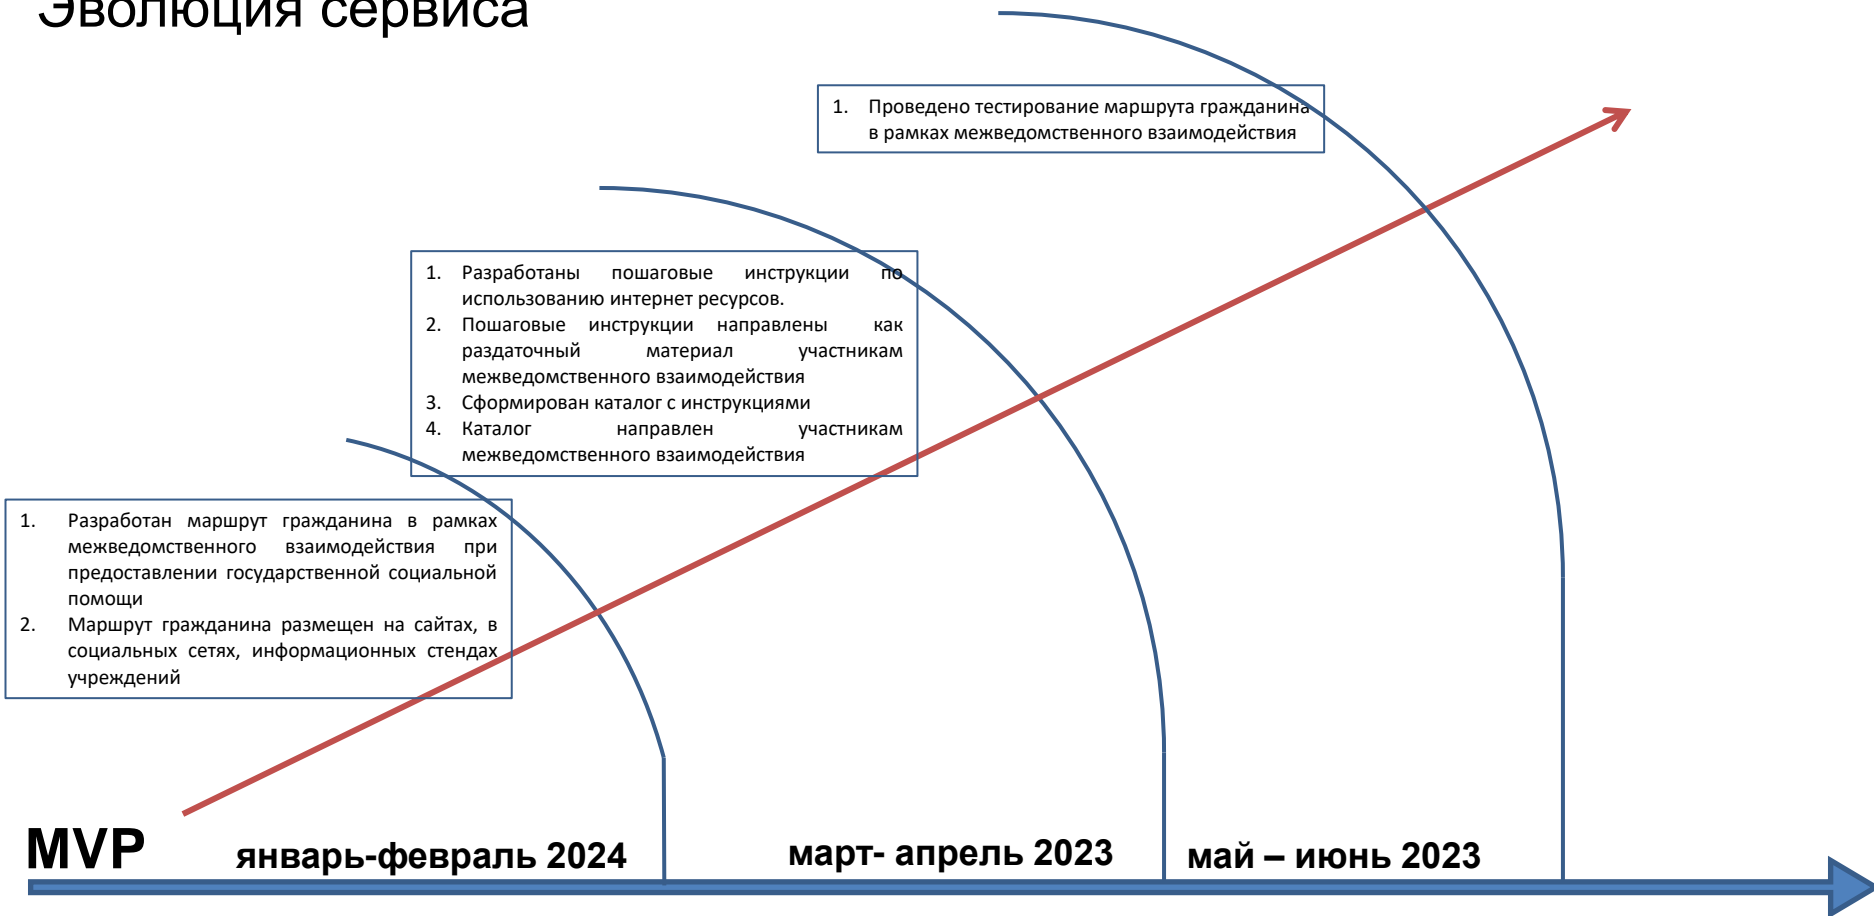 Эволюция сервиса
1. Проведено тестирование маршрута гражданина
в рамках межведомственного взаимодействия
1. Разработаны пошаговые инструкции по
использованию интернет ресурсов.
2. Пошаговые инструкции направлены как
раздаточный материал участникам
межведомственного взаимодействия
3. Сформирован каталог с инструкциями
4. Каталог направлен участникам
межведомственного взаимодействия
1. Разработан маршрут гражданина в рамках
межведомственного взаимодействия при
предоставлении государственной социальной
помощи
2. Маршрут гражданина размещен на сайтах, в
социальных сетях, информационных стендах
учреждений
MVP январь-февраль 2024 март- апрель 2023 май – июнь 2023